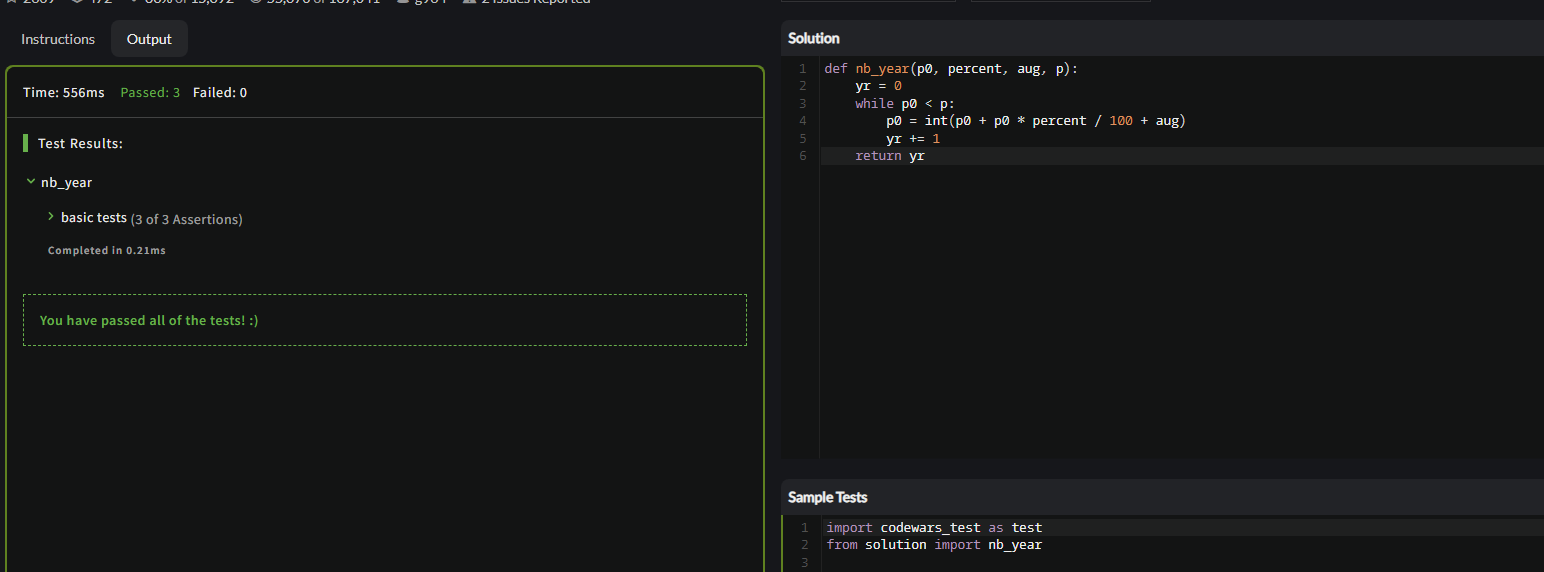 Instructions
Output
Time: 556ms Passed: 3 Failed: 0
Test Results:
nb_year
basic tests (3 of 3 Assertions)
Completed in 0.21ms
You have passed all of the tests! :)
Solution
1 def nb_year(p0, percent, aug, p):
2     yr = 0
3     while p0 < p:
4         p0 = int(p0 + p0 * percent / 100 + aug)
5         yr += 1
6     return yr
Sample Tests
1 import codewars_test as test
2 from solution import nb_year
3